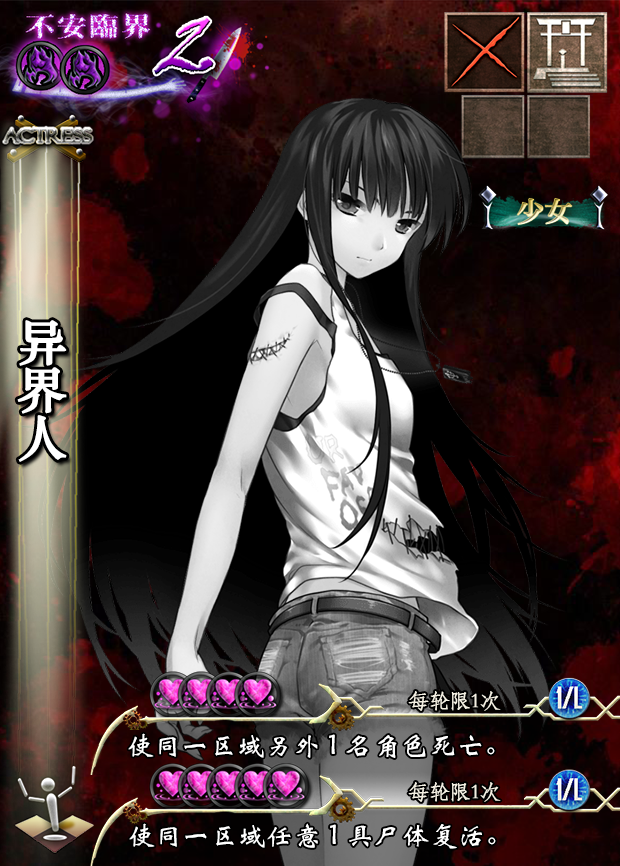 不安臨界
2
ACTRESS
少女
异界人
每轮限1次
1/L
使同一区域另外1名角色死亡。
每轮限1次
1/L
使同一区域任意1具尸体复活。